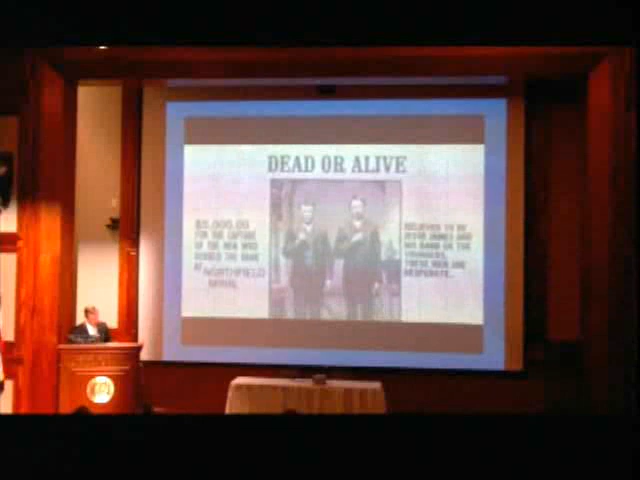 DEAD OR ALIVE
$5,000.00
FOR THE CAPTURE
OF THE MEN WHO
ROBBED THE BANK
AT NORTHFIELD
MINN.
BELIEVED TO BE
JESSE JAMES AND
HIS BAND OR THE
YOUNGERS.
THESE MEN ARE
DESPERATE..